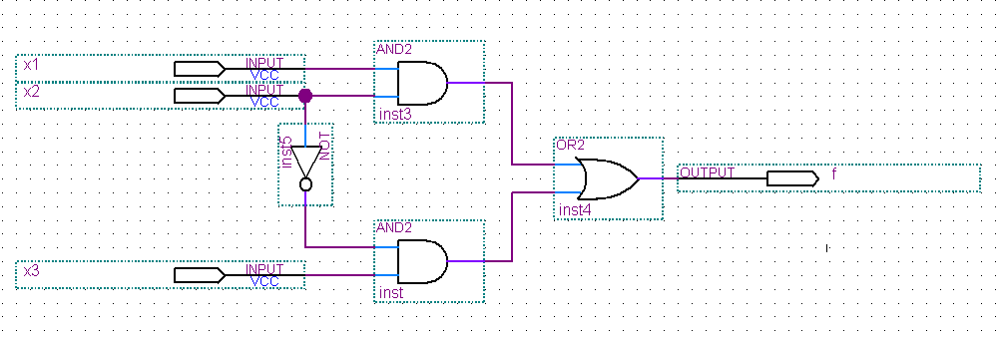 AND2
x1
INPUT
VCC
x2
INPUT
VCC
inst3
inst5
NOT
OR2
OUTPUT
f
inst4
AND2
x3
INPUT
VCC
inst